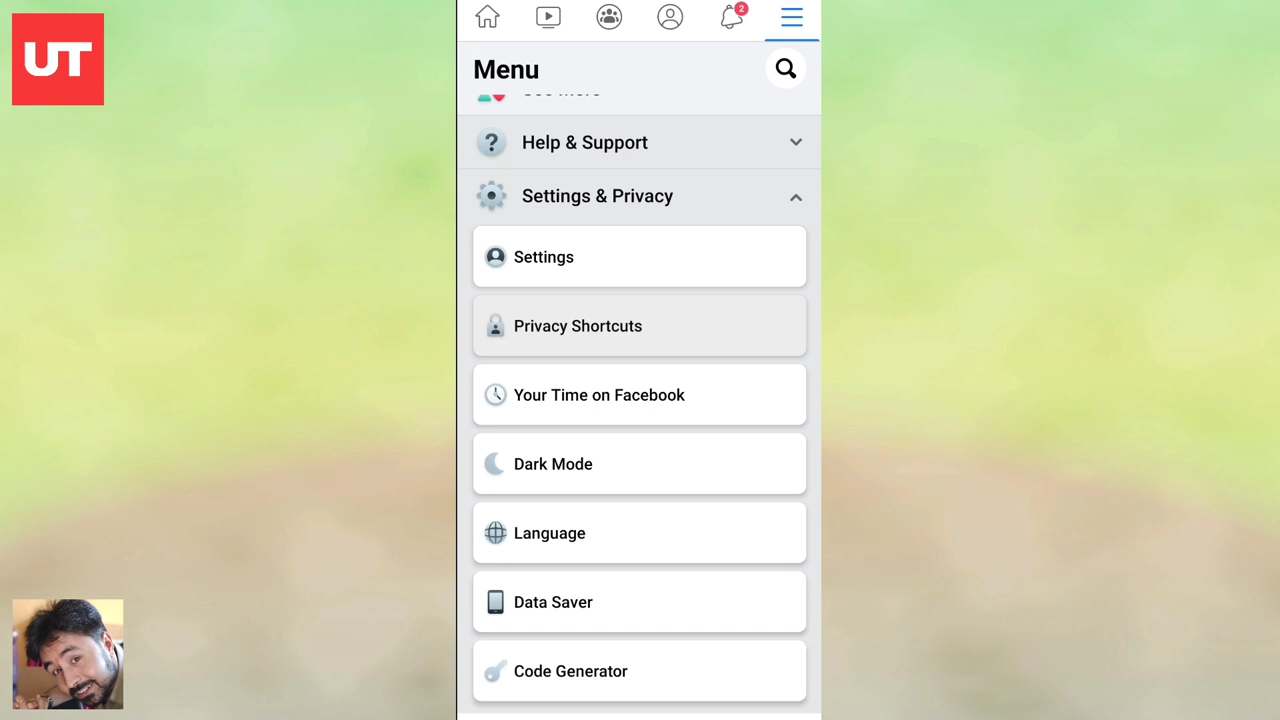 UT
2
Menu
Help & Support
Settings & Privacy
Settings
Privacy Shortcuts
Your Time on Facebook
Dark Mode
Language
Data Saver
Code Generator